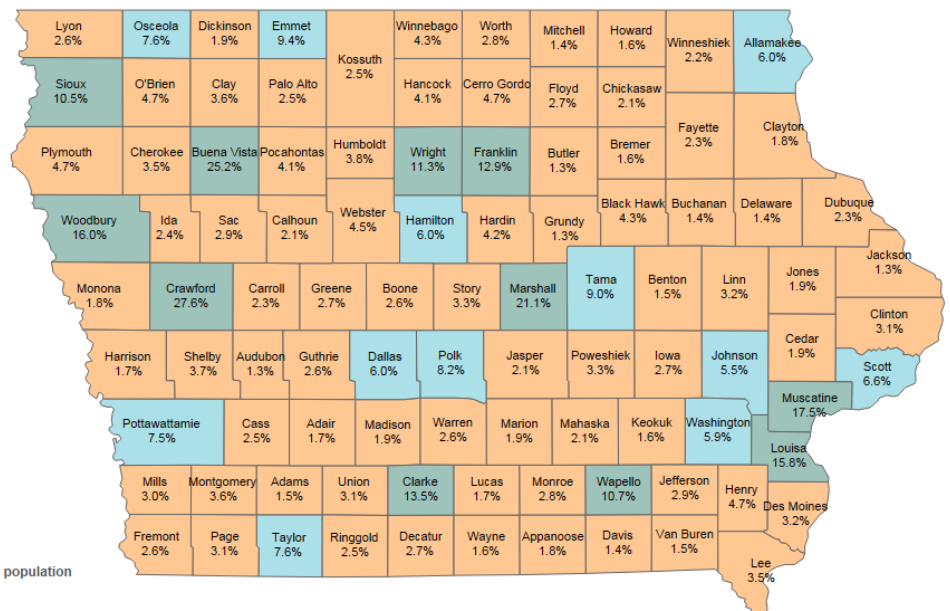 Lyon
2.6%
Osceola
7.6%
Dickinson
1.9%
Emmet
9.4%
Kossuth
2.5%
Winnebago
4.3%
Worth
2.8%
Mitchell
1.4%
Howard
1.6%
Winneshiek
2.2%
Allamakee
6.0%
Sioux
10.5%
O'Brien
4.7%
Clay
3.6%
Palo Alto
2.5%
Hancock
4.1%
Cerro Gordo
4.7%
Floyd
2.7%
Chickasaw
2.1%
Fayette
2.3%
Clayton
1.8%
Plymouth
4.7%
Cherokee
3.5%
Buena Vista
25.2%
Pocahontas
4.1%
Humboldt
3.8%
Wright
11.3%
Franklin
12.9%
Butler
1.3%
Bremer
1.6%
Woodbury
16.0%
Ida
2.4%
Sac
2.9%
Calhoun
2.1%
Webster
4.5%
Hamilton
6.0%
Hardin
4.2%
Grundy
1.3%
Black Hawk
4.3%
Buchanan
1.4%
Delaware
1.4%
Dubuque
2.3%
Jackson
1.3%
Monona
1.8%
Crawford
27.6%
Carroll
2.3%
Greene
2.7%
Boone
2.6%
Story
3.3%
Marshall
21.1%
Tama
9.0%
Benton
1.5%
Linn
3.2%
Jones
1.9%
Clinton
3.1%
Harrison
1.7%
Shelby
3.7%
Audubon
1.3%
Guthrie
2.6%
Dallas
6.0%
Polk
8.2%
Jasper
2.1%
Poweshiek
3.3%
Iowa
2.7%
Johnson
5.5%
Cedar
1.9%
Scott
6.6%
Muscatine
17.5%
Pottawattamie
7.5%
Cass
2.5%
Adair
1.7%
Madison
1.9%
Warren
2.6%
Marion
1.9%
Mahaska
2.1%
Keokuk
1.6%
Washington
5.9%
Louisa
15.8%
Mills
3.0%
Montgomery
3.6%
Adams
1.5%
Union
3.1%
Clarke
13.5%
Lucas
1.7%
Monroe
2.8%
Wapello
10.7%
Jefferson
2.9%
Henry
4.7%
Des Moines
3.2%
Fremont
2.6%
Page
3.1%
Taylor
7.6%
Ringgold
2.5%
Decatur
2.7%
Wayne
1.6%
Appanoose
1.8%
Davis
1.4%
Van Buren
1.5%
Lee
3.5%
population